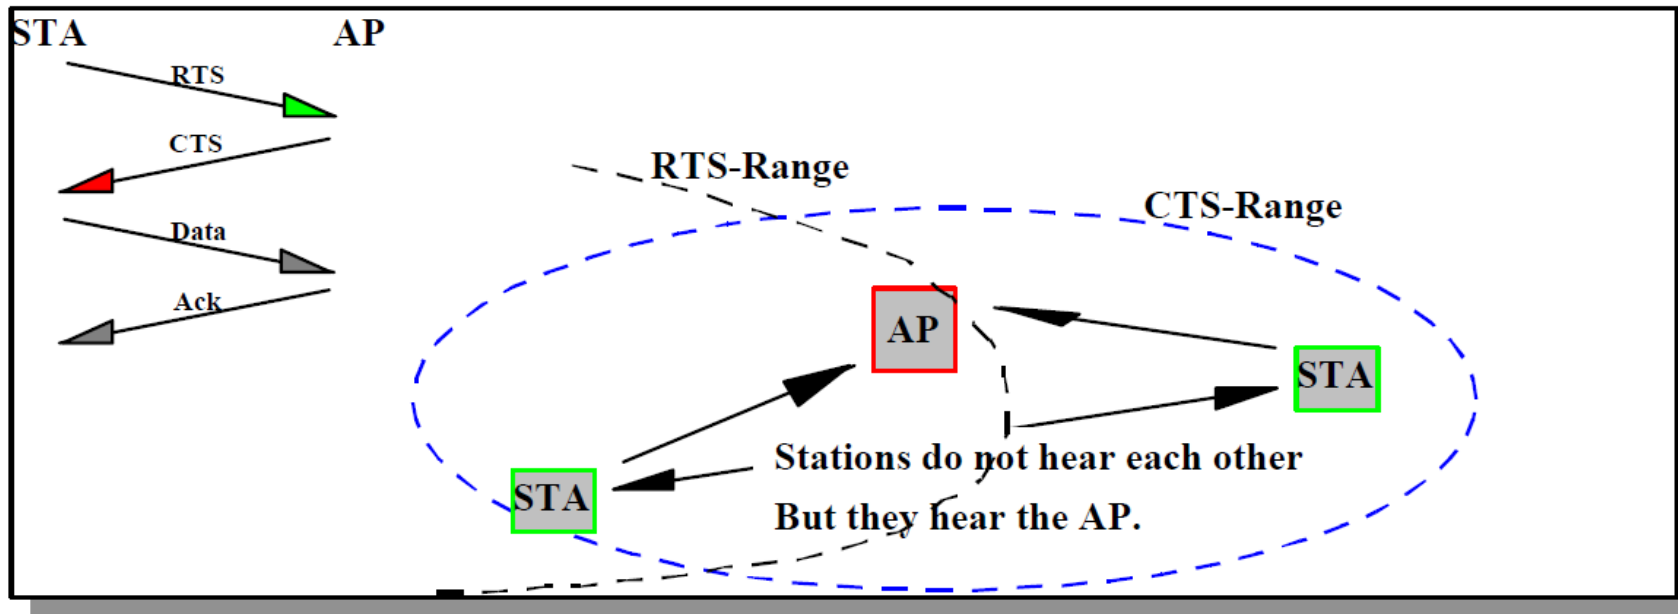 STA AP
RTS
CTS
Data
Ack
RTS-Range
CTS-Range
AP
STA
STA
Stations do not hear each other
But they hear the AP.